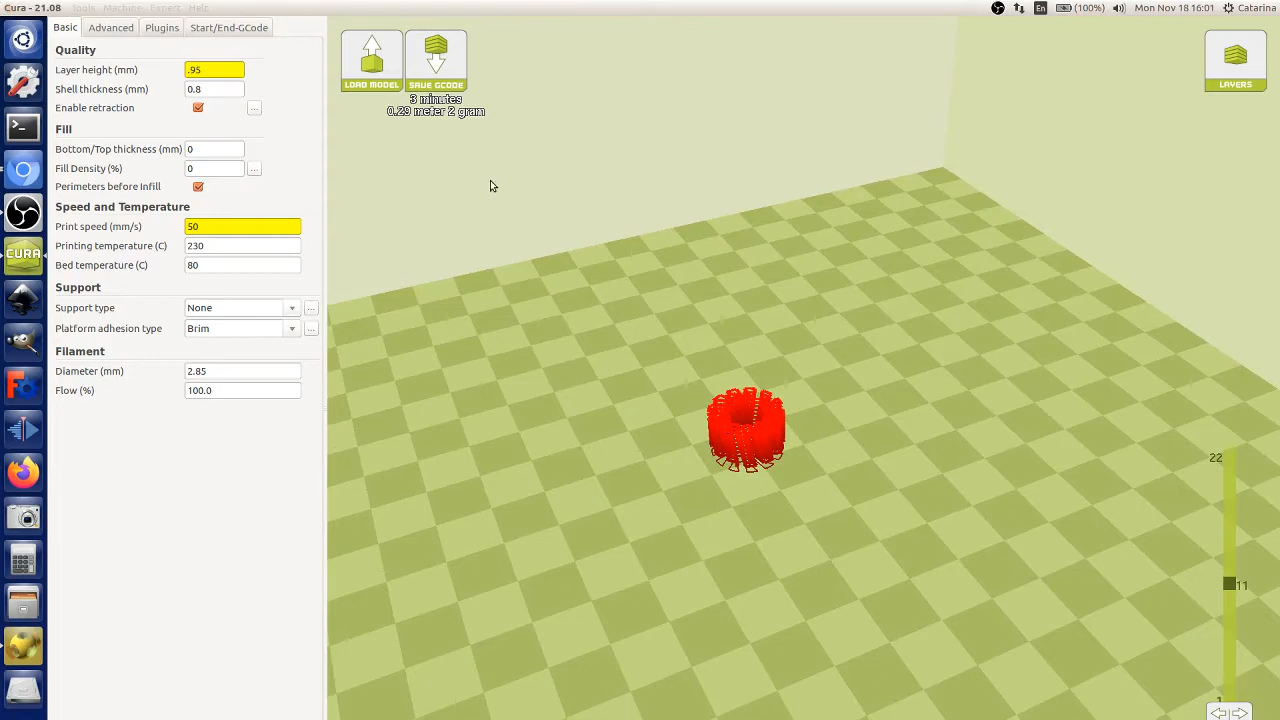 Cura - 21.08
Tools
Machine
Expert
Help
En
(100%)
Mon Nov 18 16:01
Catarina
Basic
Advanced
Plugins
Start/End-GCode
Quality
Layer height (mm)
.95
Shell thickness (mm)
0.8
Enable retraction
...
Fill
Bottom/Top thickness (mm)
0
Fill Density (%)
0
...
Perimeters before Infill
Speed and Temperature
Print speed (mm/s)
50
Printing temperature (C)
230
Bed temperature (C)
80
Support
Support type
None
...
Platform adhesion type
Brim
...
Filament
Diameter (mm)
2.85
Flow (%)
100.0
CURA
LOAD MODEL
SAVE GCODE
3 minutes
0.29 meter 2 gram
LAYERS
22
11
1